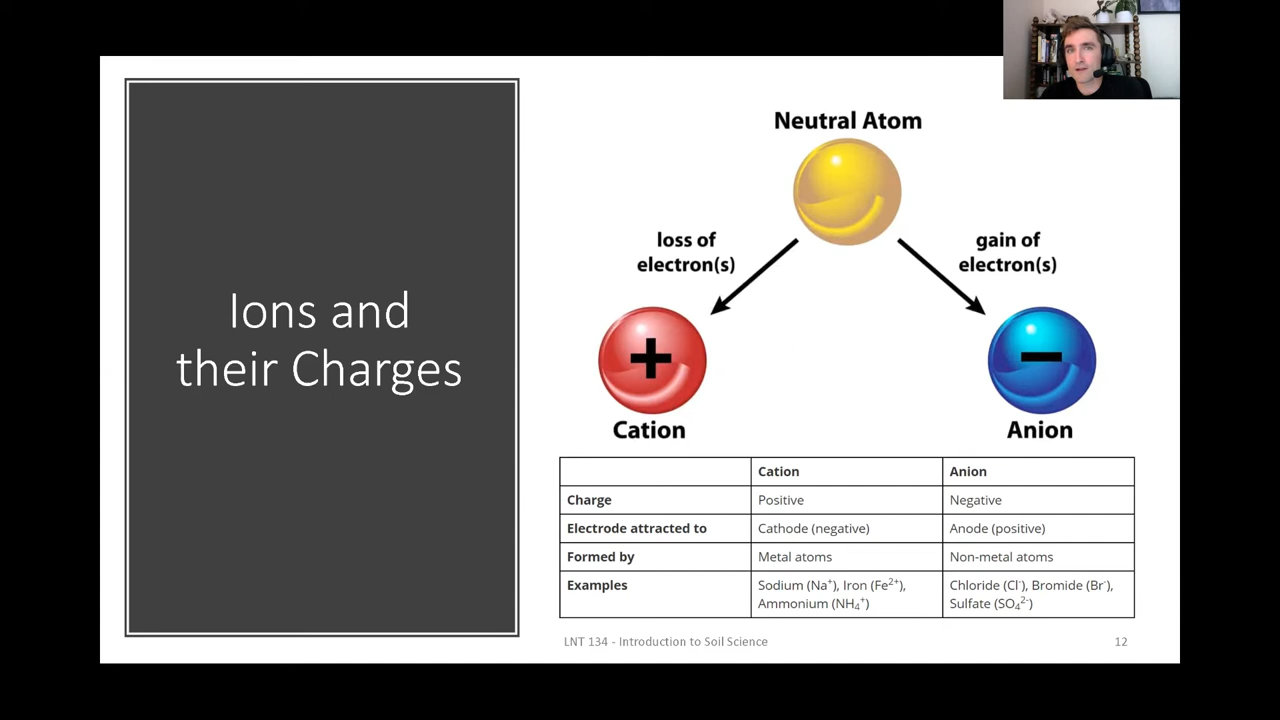 Ions and
their Charges
Neutral Atom
loss of
electron(s)
gain of
electron(s)
+
−
Cation
Anion
Cation Anion
Charge Positive Negative
Electrode attracted to Cathode (negative) Anode (positive)
Formed by Metal atoms Non-metal atoms
Examples Sodium (Na⁺), Iron (Fe²⁺), Chloride (Cl⁻), Bromide (Br⁻),
Ammonium (NH₄⁺) Sulfate (SO₄²⁻)
LNT 134 - Introduction to Soil Science 12